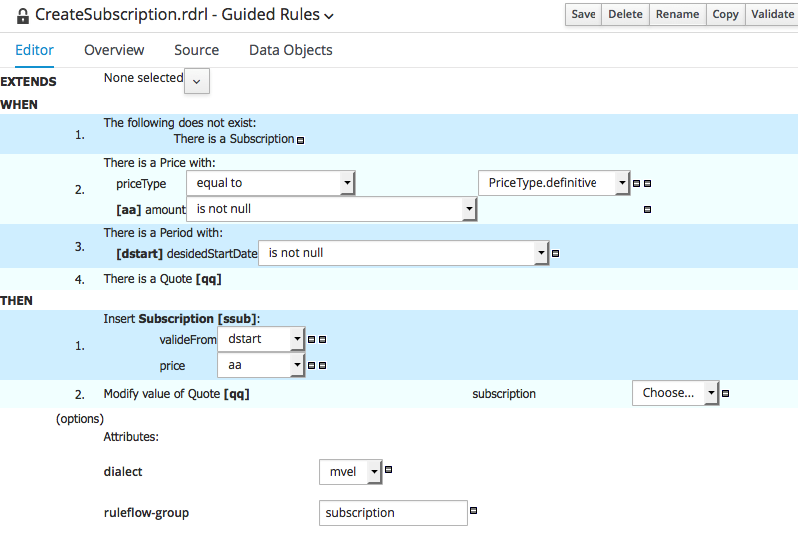 CreateSubscription.rdrl - Guided Rules
Save Delete Rename Copy Validate
Editor Overview Source Data Objects
EXTENDS None selected
WHEN
1. The following does not exist:
There is a Subscription
There is a Price with:
2. priceType equal to PriceType.definitive
[aa] amount is not null
There is a Period with:
3. [dstart] desidedStartDate is not null
4. There is a Quote [qq]
THEN
Insert Subscription [ssub]:
1. valideFrom dstart
price aa
2. Modify value of Quote [qq] subscription Choose...
(options)
Attributes:
dialect mvel
ruleflow-group subscription